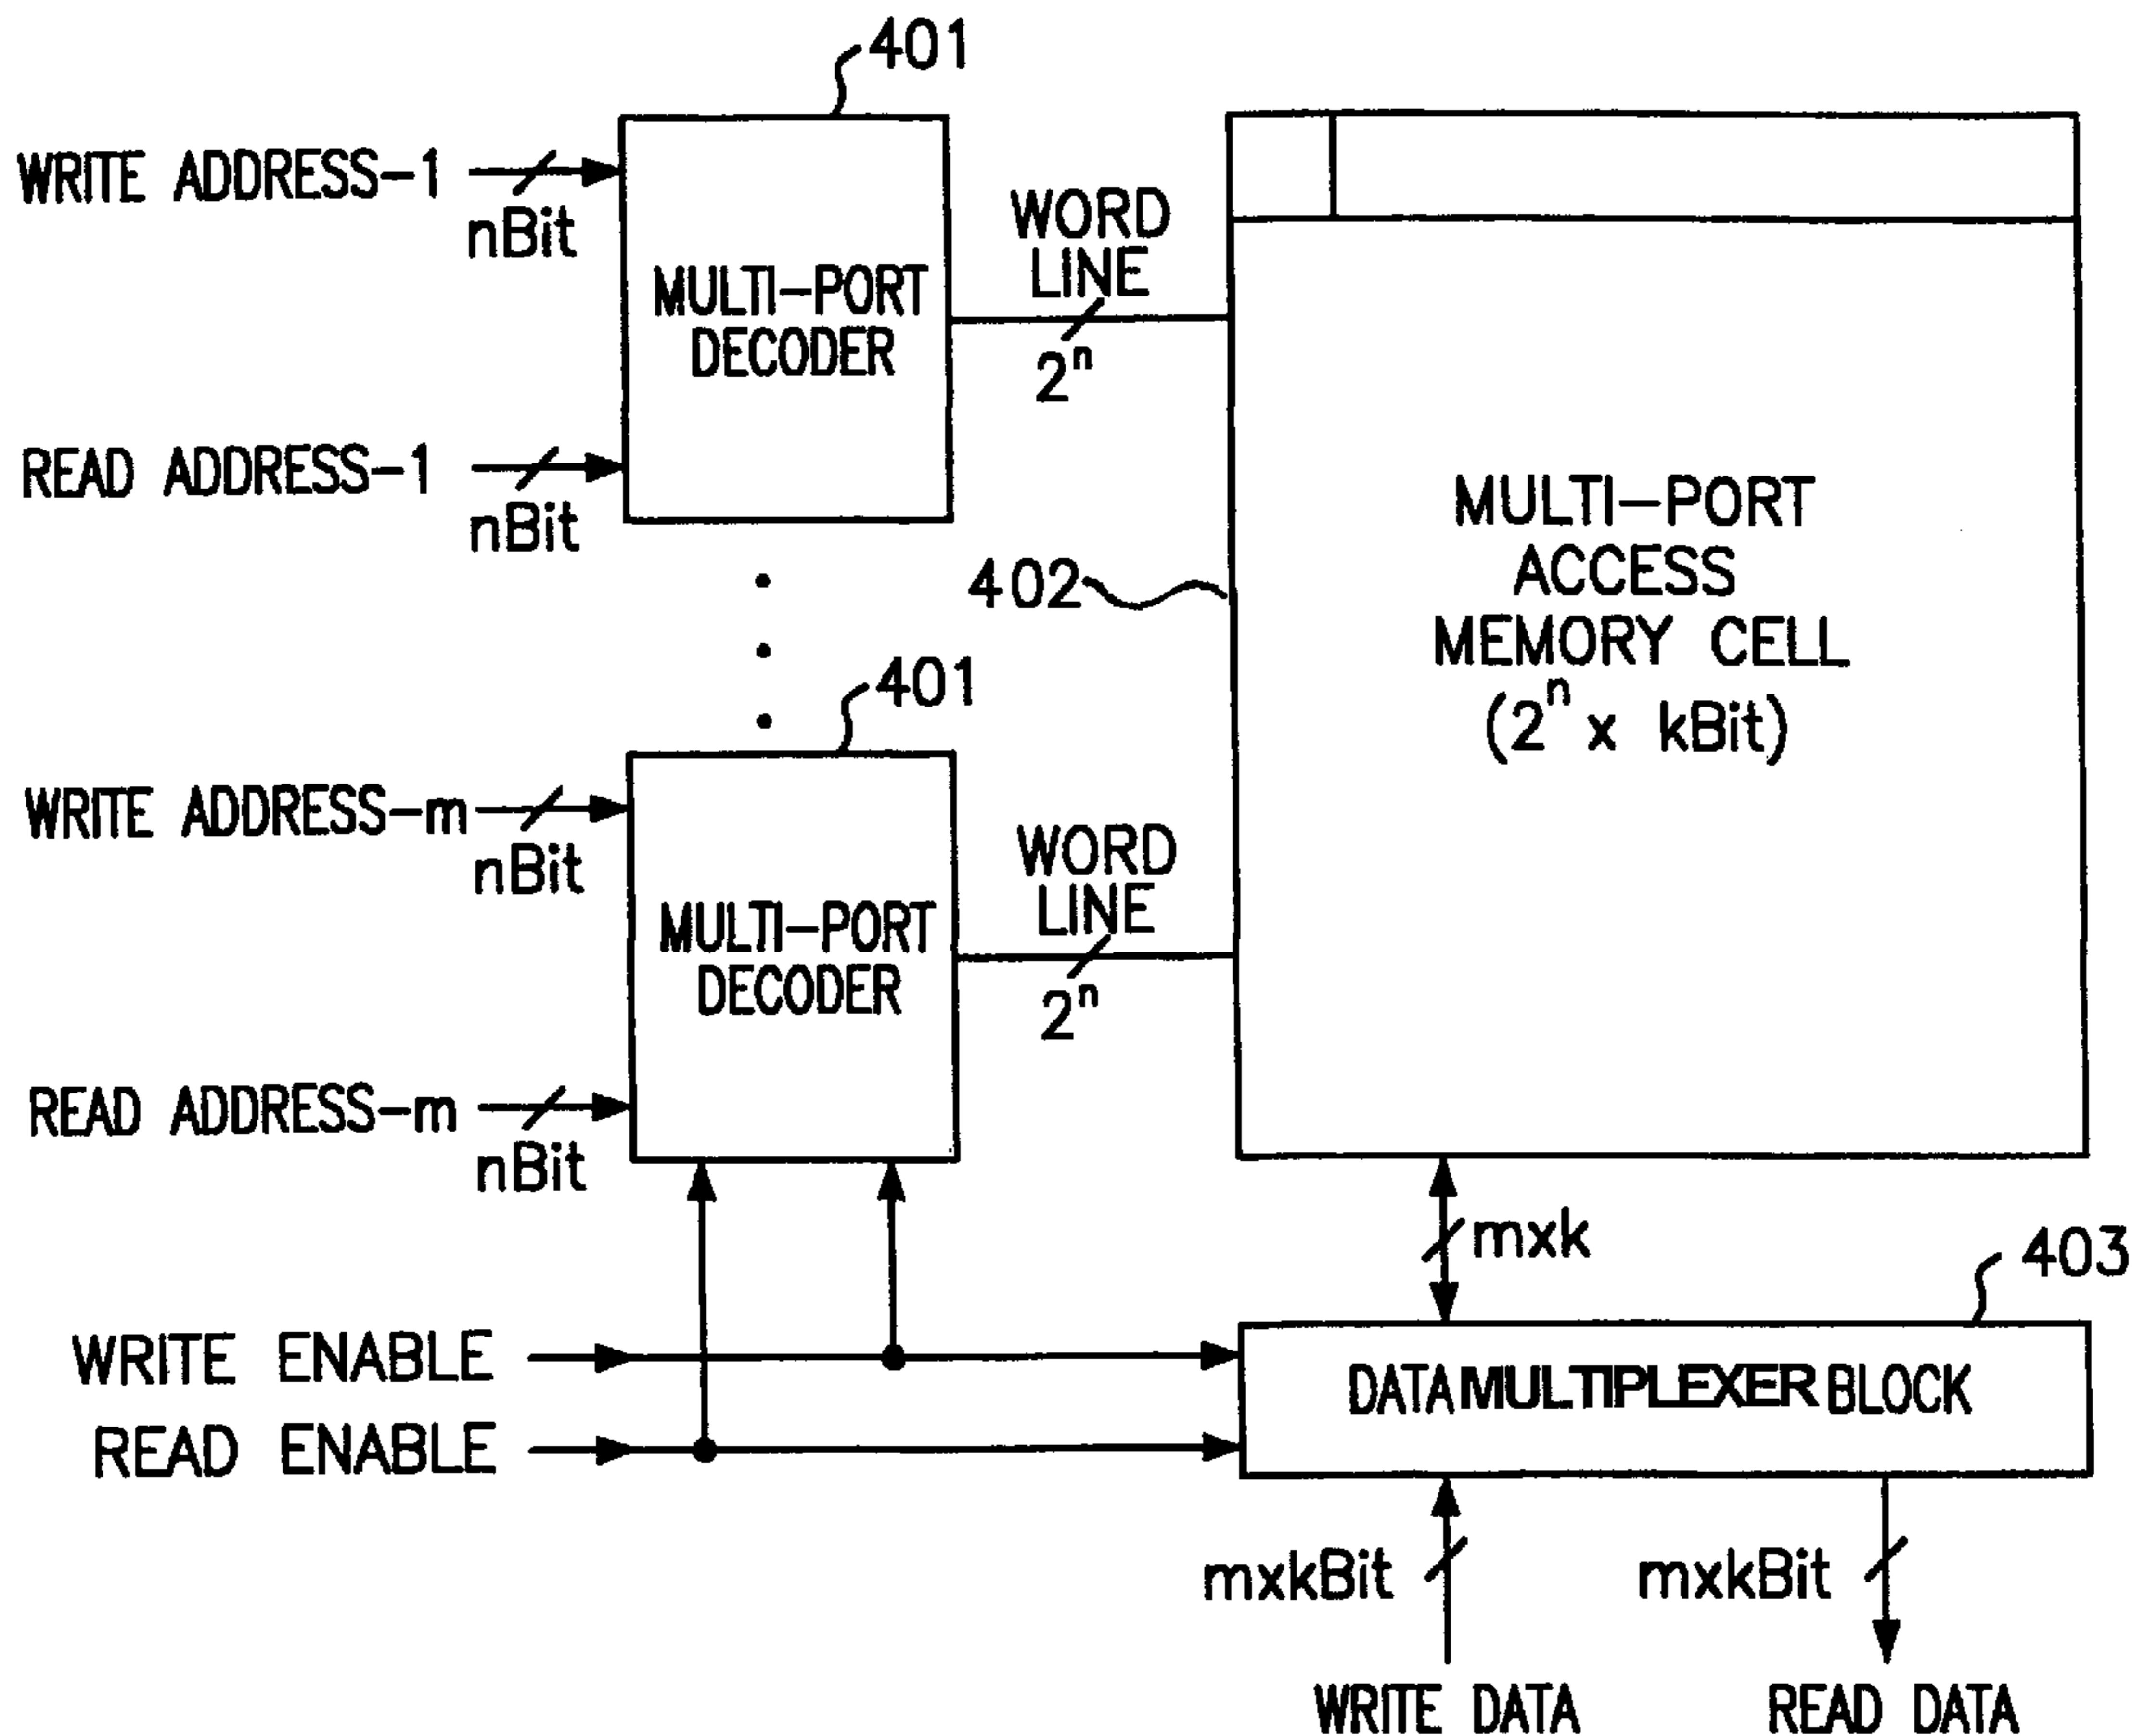 401
WRITE ADDRESS-1
nBit
MULTI-PORT
DECODER
READ ADDRESS-1
nBit
WORD
LINE
2ⁿ
402
MULTI-PORT
ACCESS
MEMORY CELL
(2ⁿ x kBit)
401
WRITE ADDRESS-m
nBit
MULTI-PORT
DECODER
READ ADDRESS-m
nBit
WORD
LINE
2ⁿ
mxk
403
WRITE ENABLE
READ ENABLE
DATA MULTIPLEXER BLOCK
mxkBit
mxkBit
WRITE DATA
READ DATA